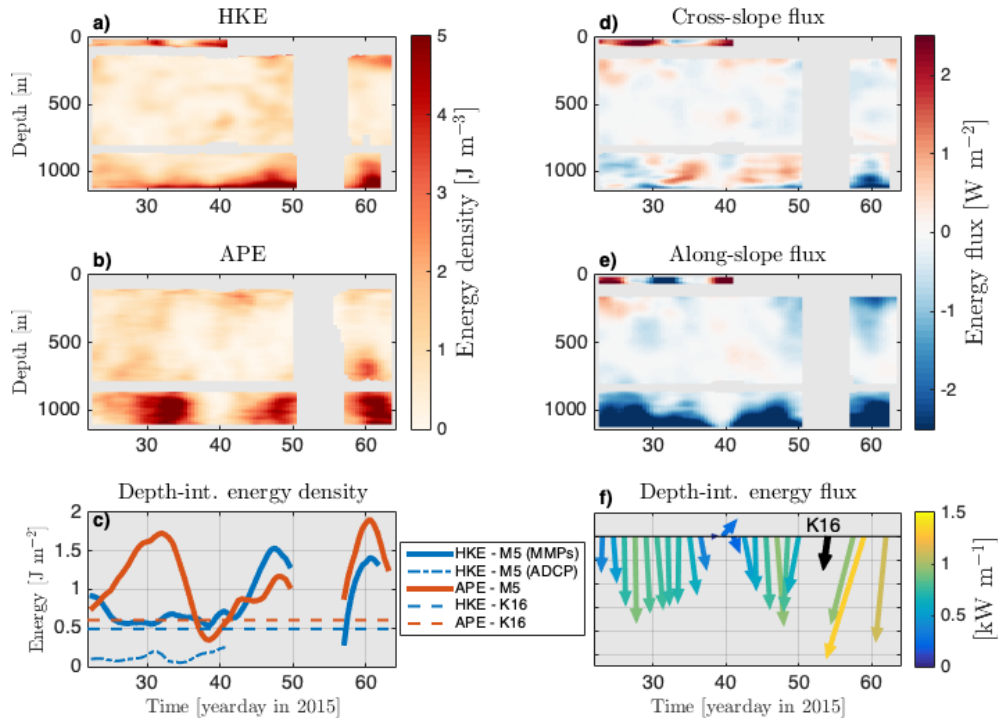 a)
HKE
0
500
1000
Depth [m]
30
40
50
60
b)
APE
0
500
1000
Depth [m]
30
40
50
60
5
4
3
2
1
0
Energy density [J m⁻³]
c)
Depth-int. energy density
2
1.5
1
0.5
0
Energy [J m⁻²]
30
40
50
60
Time [yearday in 2015]
HKE - M5 (MMPs)
HKE - M5 (ADCP)
APE - M5
HKE - K16
APE - K16
d)
Cross-slope flux
0
500
1000
30
40
50
60
e)
Along-slope flux
0
500
1000
30
40
50
60
2
1
0
-1
-2
Energy flux [W m⁻²]
f)
Depth-int. energy flux
K16
30
40
50
60
Time [yearday in 2015]
1.5
1
0.5
0
[kW m⁻¹]